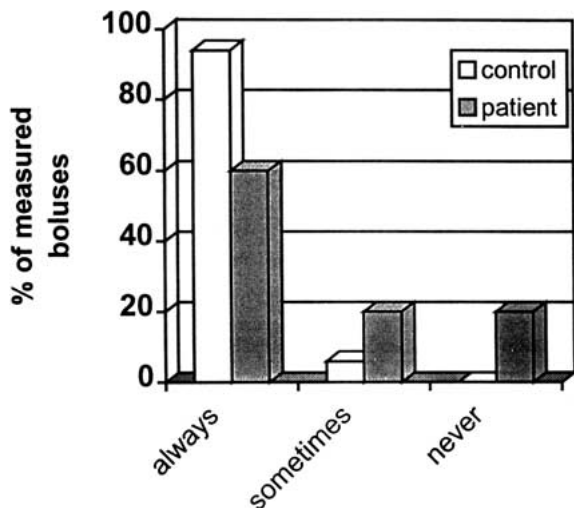 100
80
60
40
20
0
% of measured
boluses
control
patient
always
sometimes
never